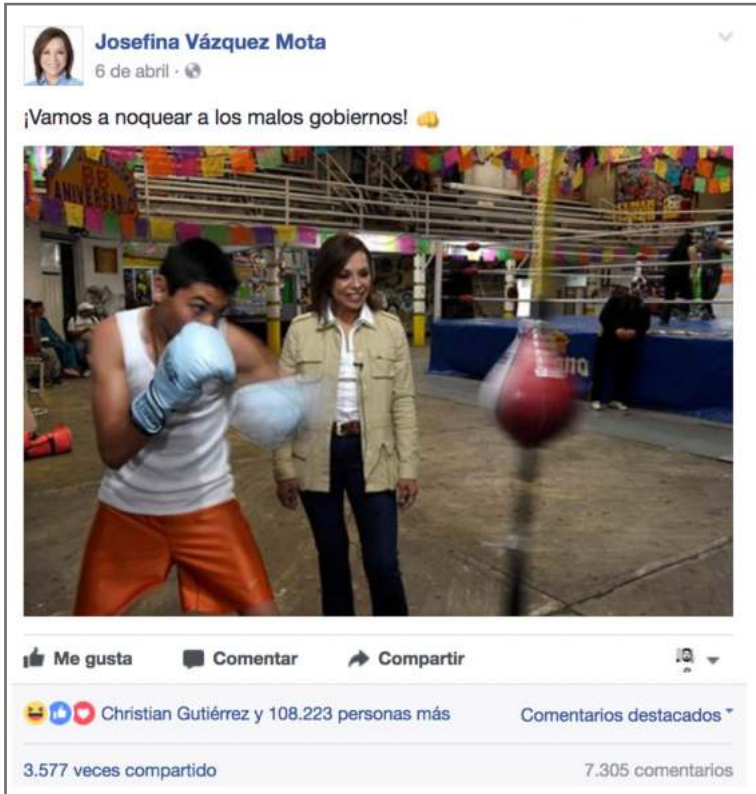 Josefina Vázquez Mota
6 de abril ·
¡Vamos a noquear a los malos gobiernos! 👊
88
ANIVERSARIO
Me gusta
Comentar
Compartir
Christian Gutiérrez y 108.223 personas más
Comentarios destacados
3.577 veces compartido
7.305 comentarios